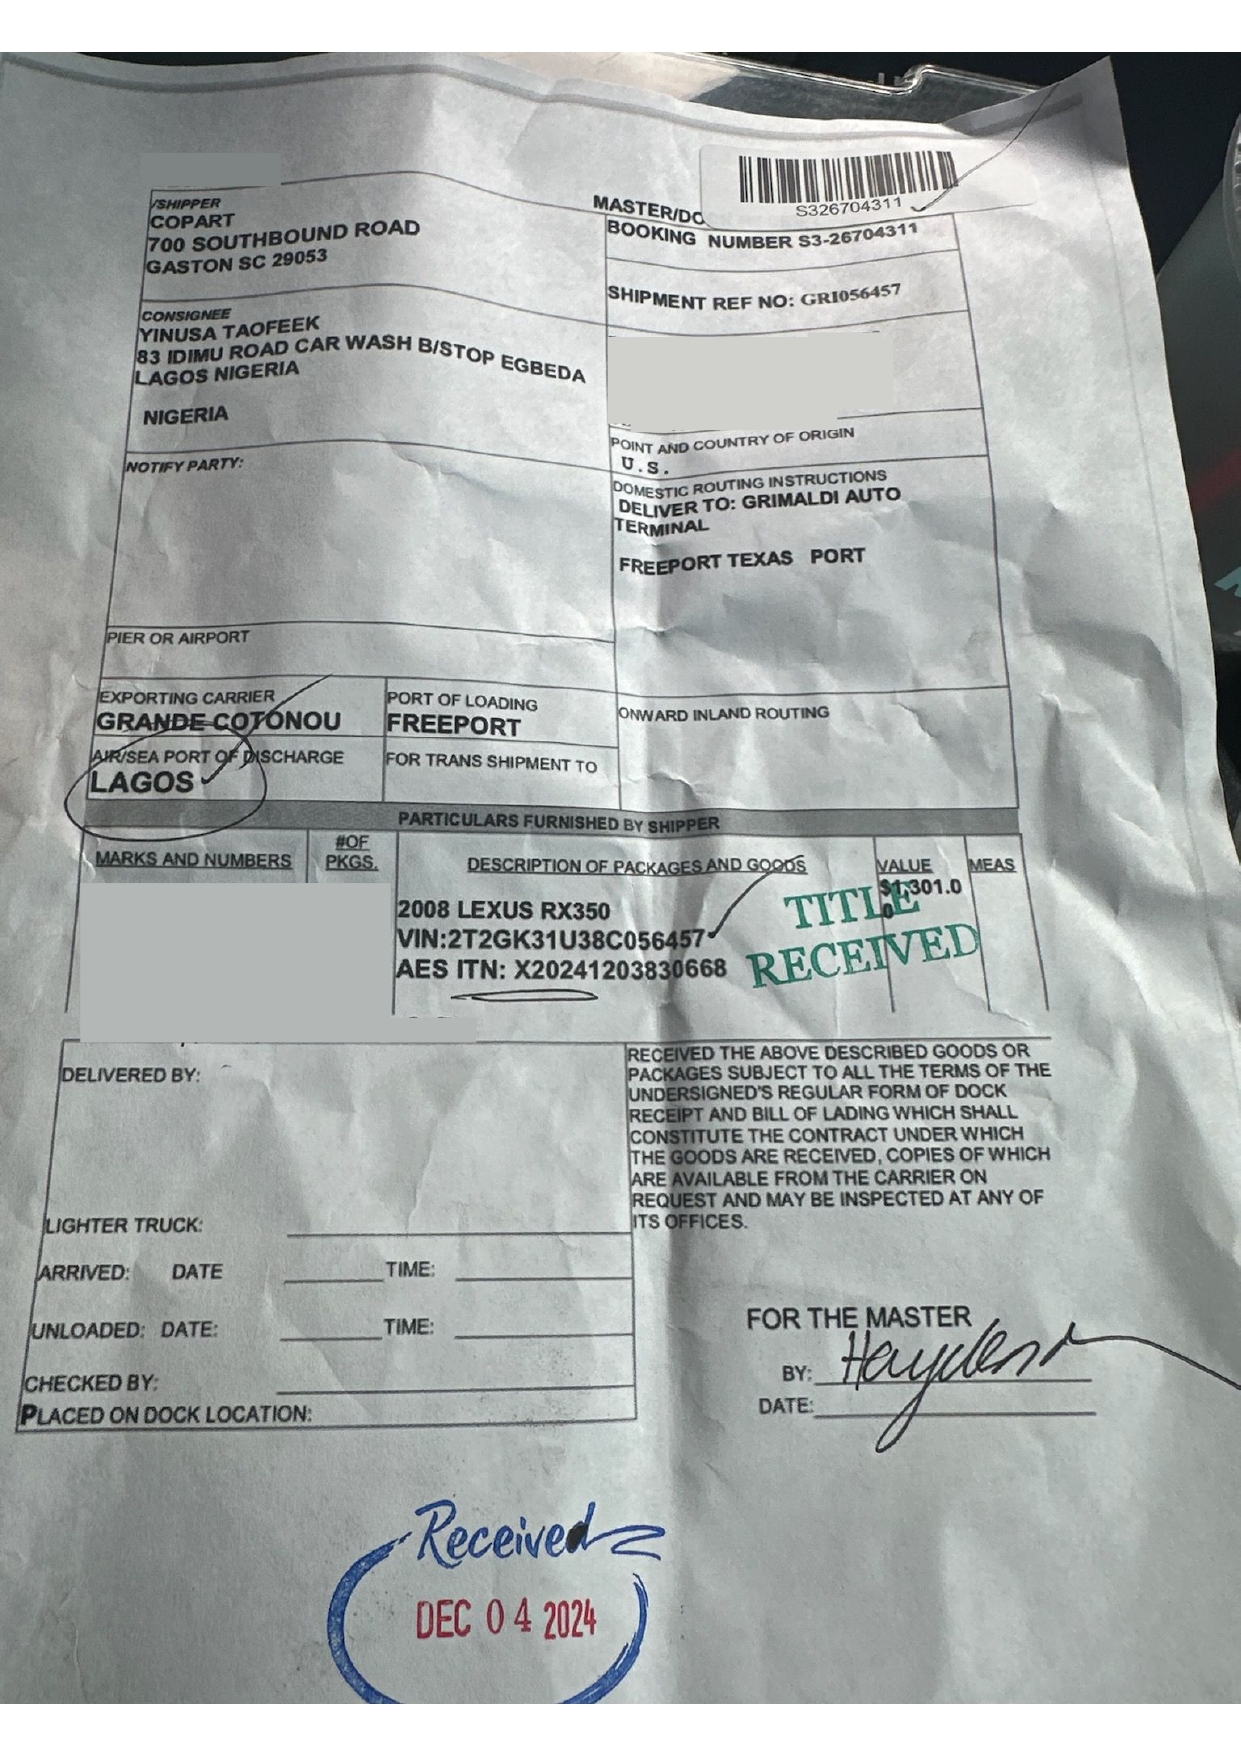 S326704311
/SHIPPER
COPART
700 SOUTHBOUND ROAD
GASTON SC 29053
MASTER/DO
BOOKING NUMBER S3-26704311
SHIPMENT REF NO: GRI056457
CONSIGNEE
YINUSA TAOFEEK
83 IDIMU ROAD CAR WASH B/STOP EGBEDA
LAGOS NIGERIA
NIGERIA
POINT AND COUNTRY OF ORIGIN
U.S.
NOTIFY PARTY:
DOMESTIC ROUTING INSTRUCTIONS
DELIVER TO: GRIMALDI AUTO
TERMINAL
FREEPORT TEXAS PORT
PIER OR AIRPORT
EXPORTING CARRIER
GRANDE COTONOU
PORT OF LOADING
FREEPORT
ONWARD INLAND ROUTING
AIR/SEA PORT OF DISCHARGE
LAGOS
FOR TRANS SHIPMENT TO
PARTICULARS FURNISHED BY SHIPPER
MARKS AND NUMBERS
#OF
PKGS.
DESCRIPTION OF PACKAGES AND GOODS
VALUE
MEAS
$1,301.0
0
2008 LEXUS RX350
VIN:2T2GK31U38C056457
AES ITN: X20241203830668
TITLE
RECEIVED
DELIVERED BY:
RECEIVED THE ABOVE DESCRIBED GOODS OR
PACKAGES SUBJECT TO ALL THE TERMS OF THE
UNDERSIGNED'S REGULAR FORM OF DOCK
RECEIPT AND BILL OF LADING WHICH SHALL
CONSTITUTE THE CONTRACT UNDER WHICH
THE GOODS ARE RECEIVED, COPIES OF WHICH
ARE AVAILABLE FROM THE CARRIER ON
REQUEST AND MAY BE INSPECTED AT ANY OF
ITS OFFICES.
LIGHTER TRUCK:
ARRIVED: DATE TIME:
UNLOADED: DATE: TIME:
CHECKED BY:
PLACED ON DOCK LOCATION:
FOR THE MASTER
BY:
DATE:
Received
DEC 04 2024